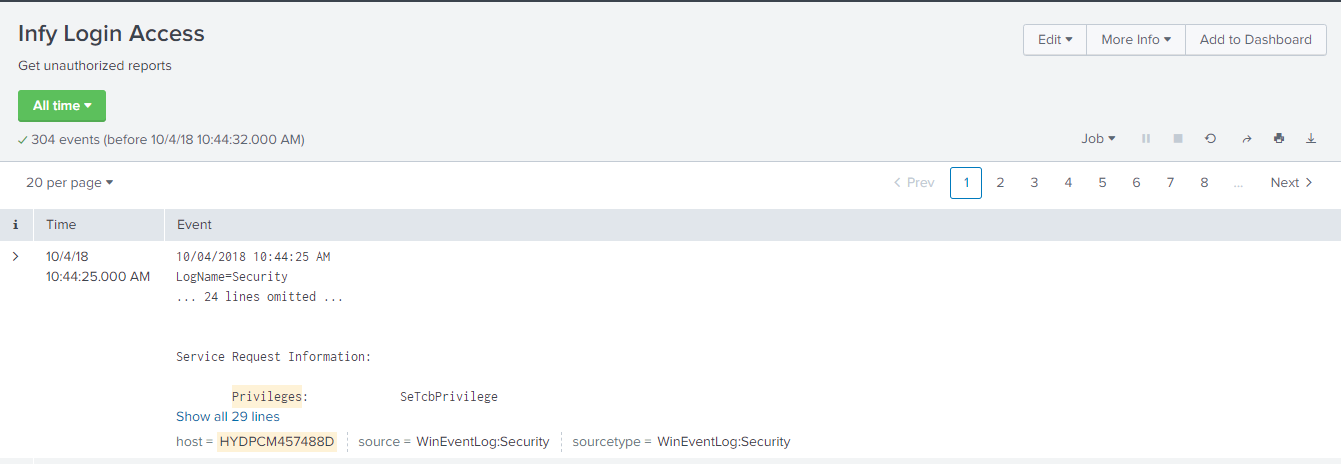 Infy Login Access
Edit More Info Add to Dashboard
Get unauthorized reports
All time
304 events (before 10/4/18 10:44:32.000 AM)
Job
20 per page
Prev 1 2 3 4 5 6 7 8 ... Next
i Time Event
10/4/18 10:44:25.000 AM
10/04/2018 10:44:25 AM
LogName=Security
... 24 lines omitted ...
Service Request Information:
Privileges: SeTcbPrivilege
Show all 29 lines
host = HYDPCM457488D source = WinEventLog:Security sourcetype = WinEventLog:Security